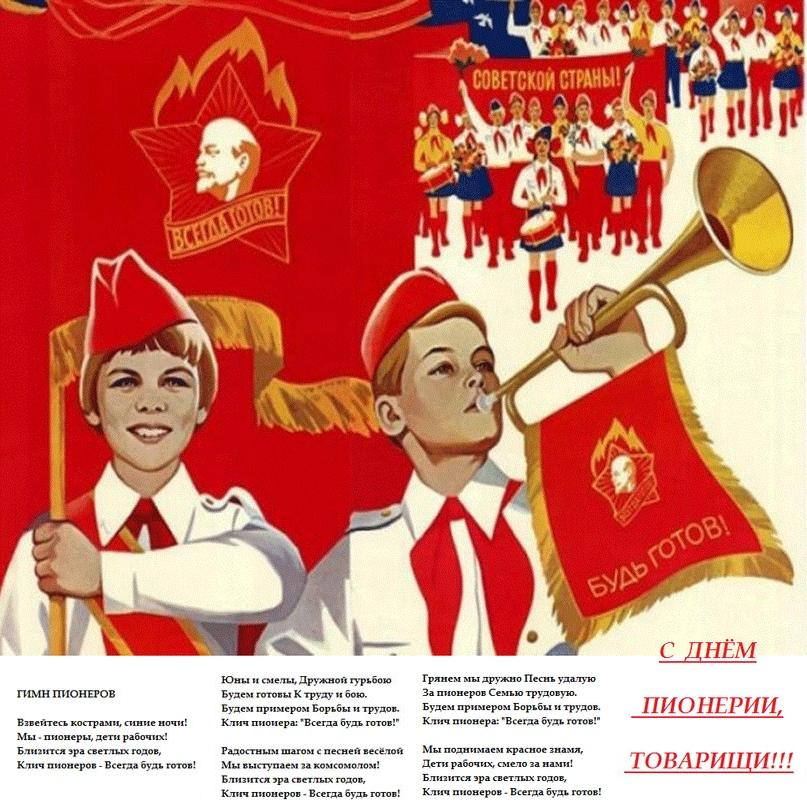 СОВЕТСКОЙ СТРАНЫ!
ВСЕГДА ГОТОВ!
ВСЕГДА ГОТОВ!
БУДЬ ГОТОВ!
С ДНЁМ
ПИОНЕРИИ,
ТОВАРИЩИ!!!
ГИМН ПИОНЕРОВ
Взвейтесь кострами, синие ночи!
Мы - пионеры, дети рабочих!
Близится эра светлых годов,
Клич пионеров - Всегда будь готов!
Юны и смелы, Дружной гурьбою
Будем готовы К труду и бою.
Будем примером Борьбы и трудов.
Клич пионера: "Всегда будь готов!"
Радостным шагом с песней весёлой
Мы выступаем за комсомолом!
Близится эра светлых годов,
Клич пионеров - Всегда будь готов!
Грянем мы дружно Песнь удалую
За пионеров Семью трудовую.
Будем примером Борьбы и трудов.
Клич пионера: "Всегда будь готов!"
Мы поднимаем красное знамя,
Дети рабочих, смело за нами!
Близится эра светлых годов,
Клич пионеров - Всегда будь готов!